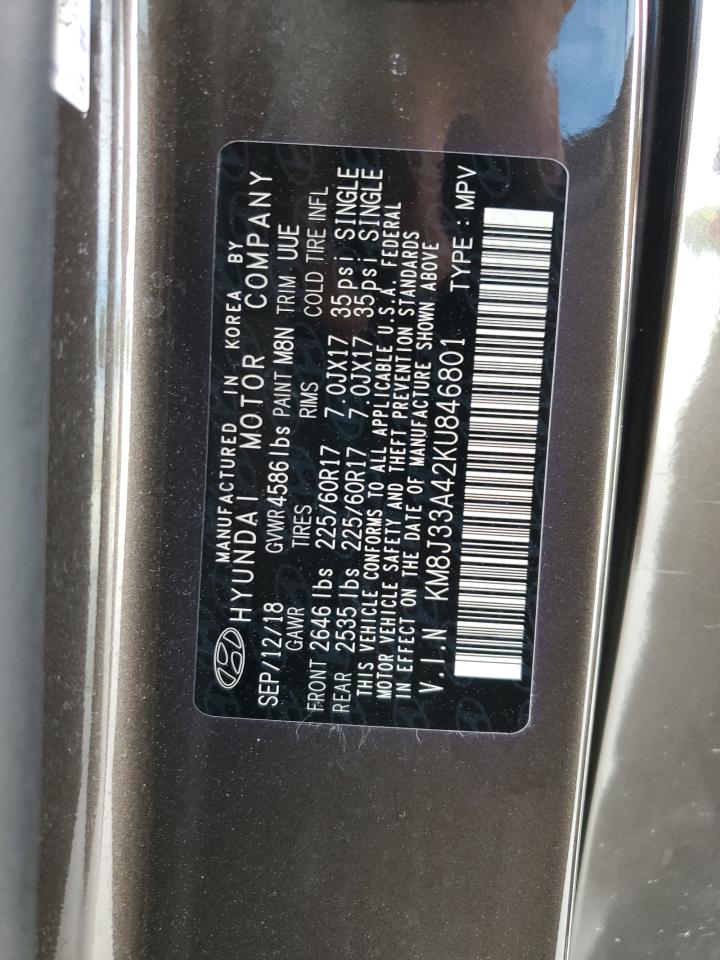 MANUFACTURED IN KOREA BY
HYUNDAI MOTOR COMPANY
SEP/12/18 GVWR 4586 lbs PAINT M8N TRIM UUE
GAWR TIRES RIMS COLD TIRE INFL
FRONT 2646 lbs 225/60R17 7.0JX17 35psi SINGLE
REAR 2535 lbs 225/60R17 7.0JX17 35psi SINGLE
THIS VEHICLE CONFORMS TO ALL APPLICABLE U.S.A. FEDERAL
MOTOR VEHICLE SAFETY AND THEFT PREVENTION STANDARDS
IN EFFECT ON THE DATE OF MANUFACTURE SHOWN ABOVE
V.I.N KM8J33A42KU846801 TYPE : MPV